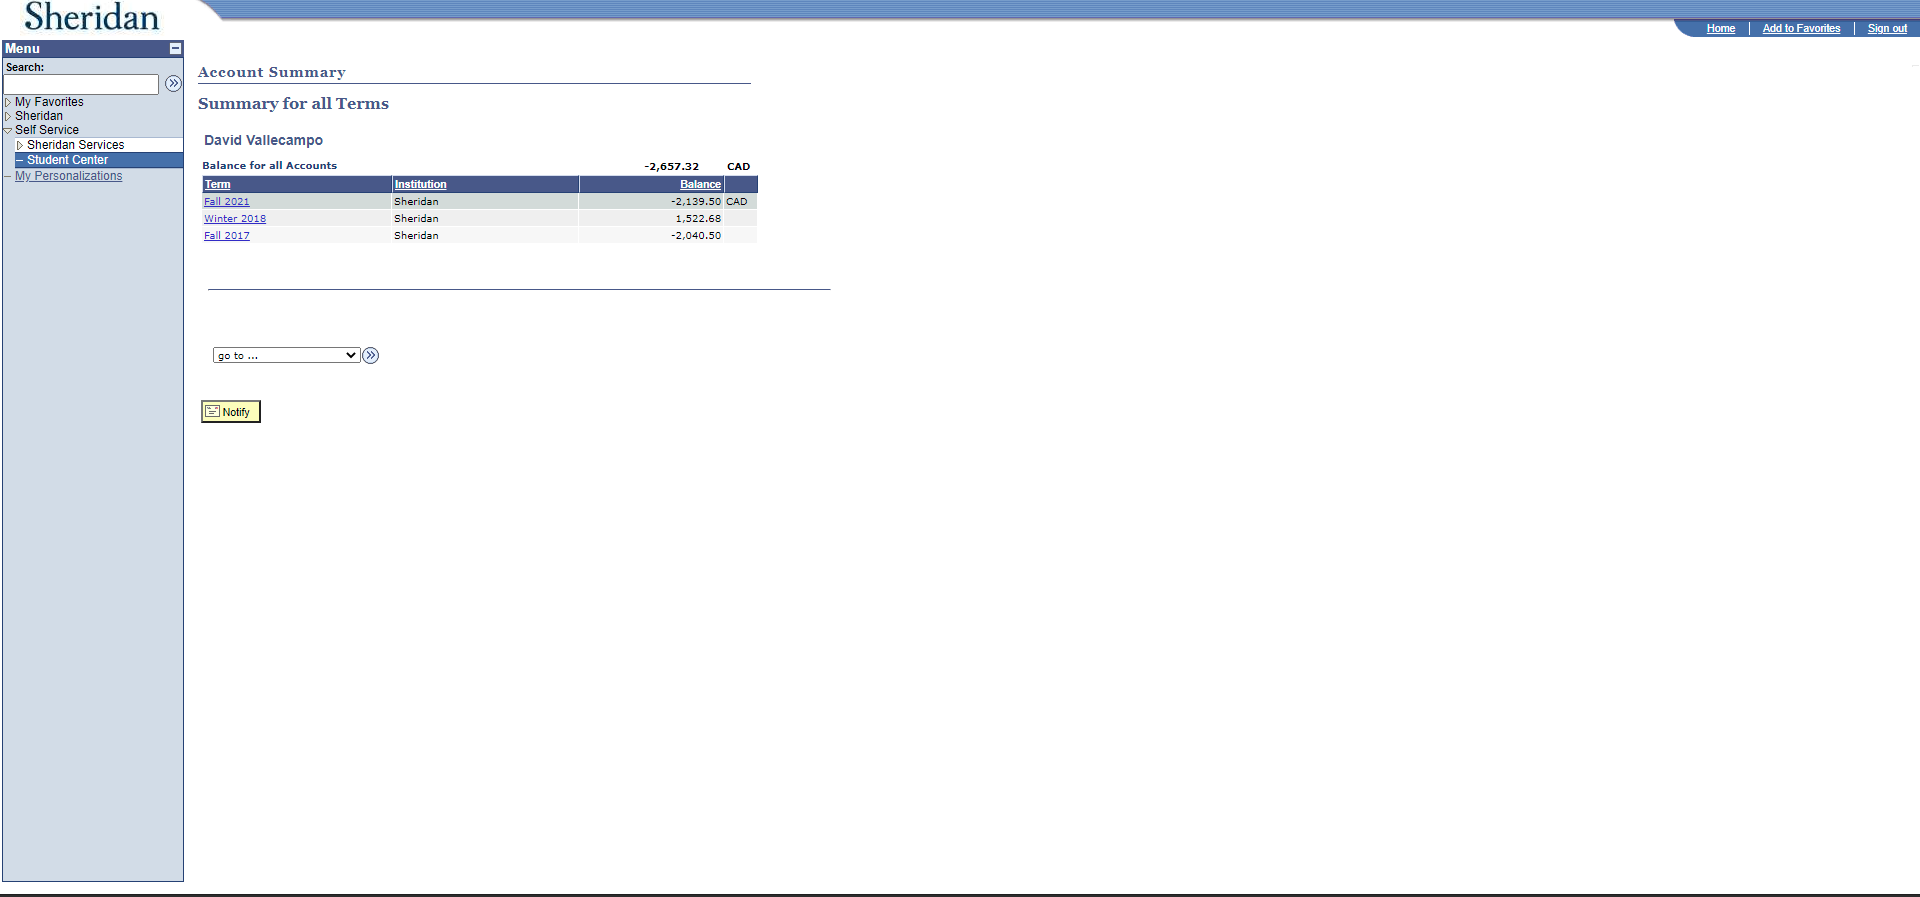 Sheridan
Home Add to Favorites Sign out
Menu
Search:
My Favorites
Sheridan
Self Service
Sheridan Services
Student Center
My Personalizations
Account Summary
Summary for all Terms
David Vallecampo
Balance for all Accounts -2,657.32 CAD
Term Institution Balance
Fall 2021 Sheridan -2,139.50 CAD
Winter 2018 Sheridan 1,522.68
Fall 2017 Sheridan -2,040.50
go to ...
Notify